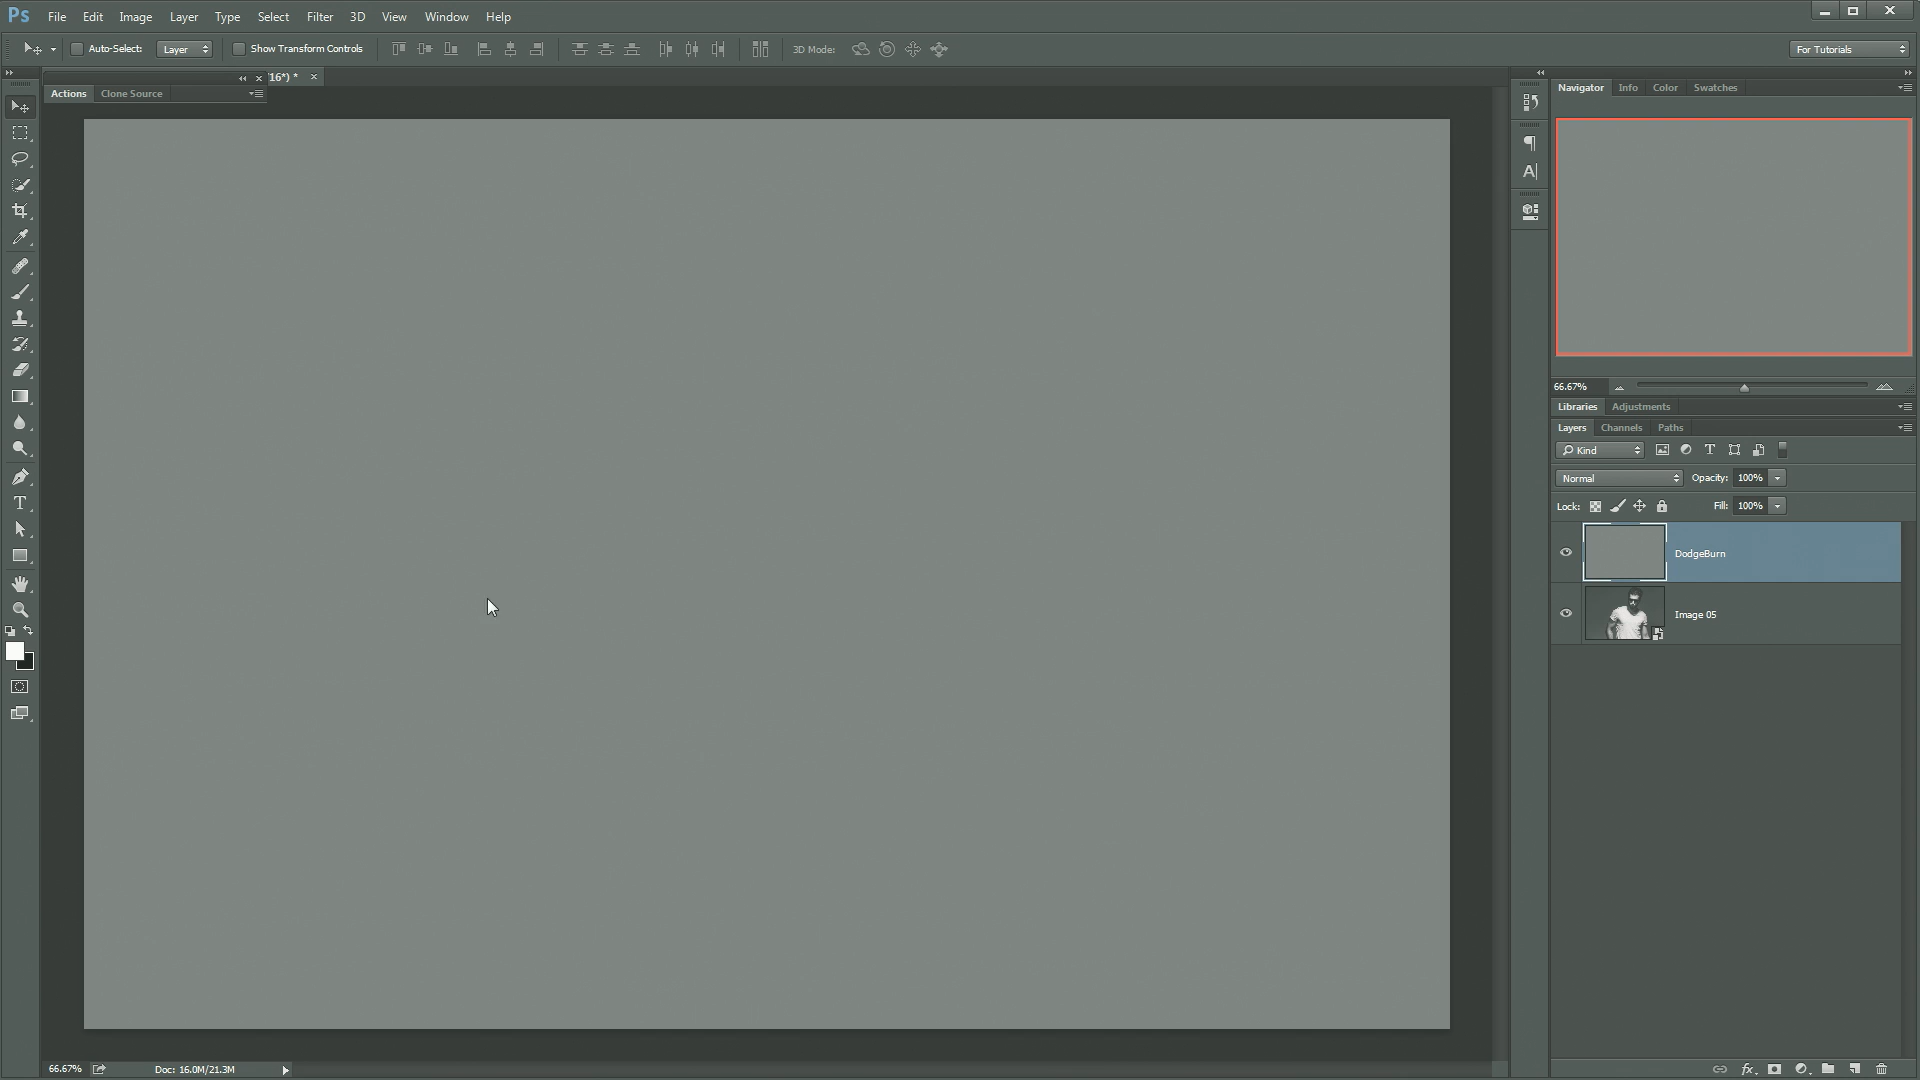 Ps File Edit Image Layer Type Select Filter 3D View Window Help
Auto-Select: Layer Show Transform Controls 3D Mode: For Tutorials
16*) * ×
Actions Clone Source
Navigator Info Color Swatches
66.67%
Libraries Adjustments
Layers Channels Paths
Kind
Normal Opacity: 100%
Lock: Fill: 100%
DodgeBurn
Image 05
66.67% Doc: 16.0M/21.3M